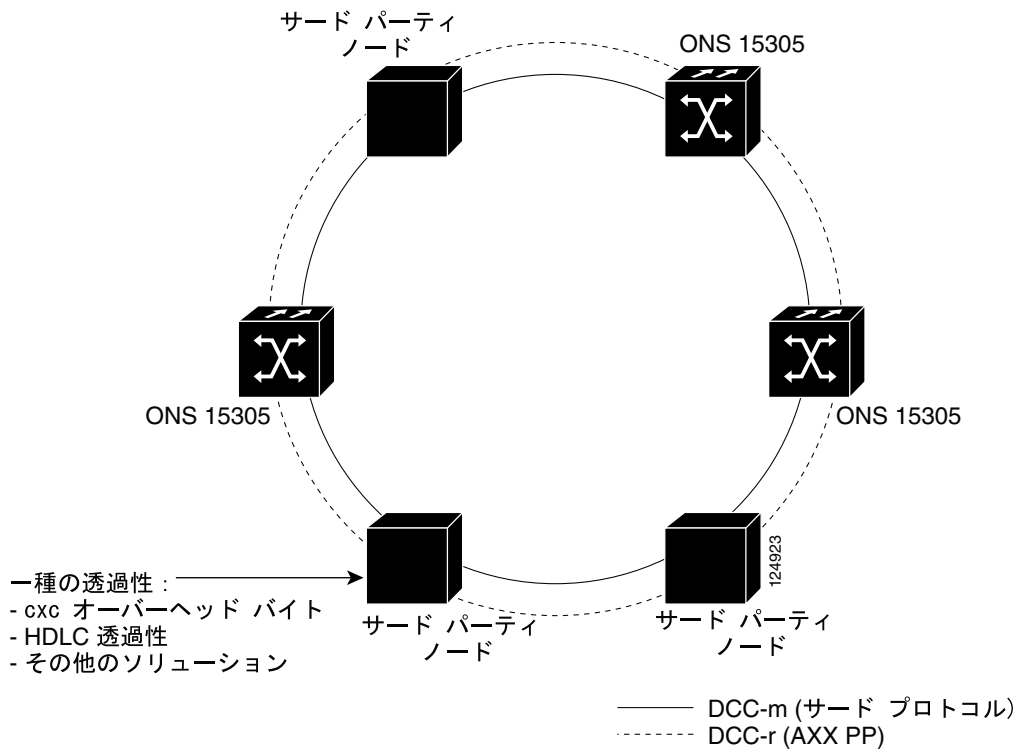 サード パーティ
ノード
ONS 15305
ONS 15305
ONS 15305
一種の透過性 :
- cxc オーバーヘッド バイト
- HDLC 透過性
- その他のソリューション
サード パーティ
ノード
サード パーティ
ノード
124923
DCC-m (サード プロトコル)
DCC-r (AXX PP)